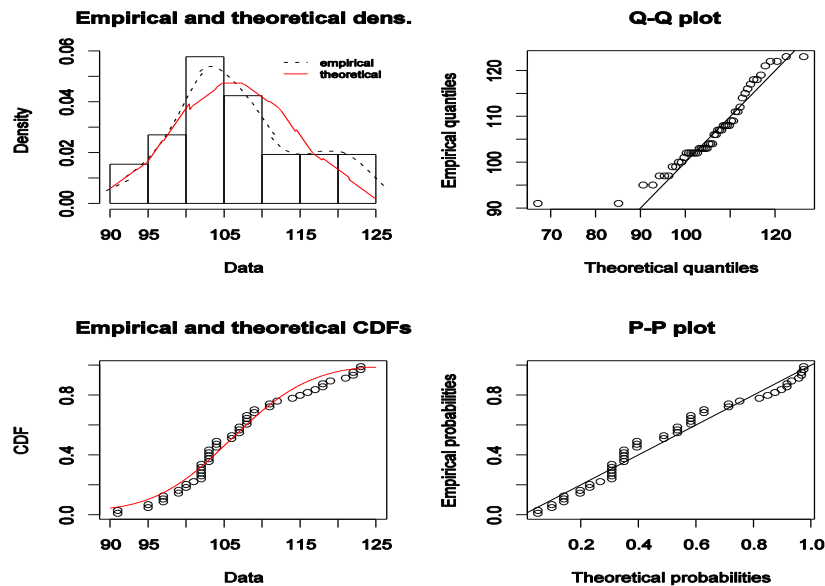 Empirical and theoretical dens.
Density
0.06
0.04
0.02
0.00
empirical
theoretical
90 95 105 115 125
Data
Q-Q plot
Empirical quantiles
120
110
100
90
70 80 90 100 120
Theoretical quantiles
Empirical and theoretical CDFs
CDF
0.8
0.4
0.0
90 95 105 115 125
Data
P-P plot
Empirical probabilities
0.8
0.4
0.0
0.2 0.4 0.6 0.8 1.0
Theoretical probabilities